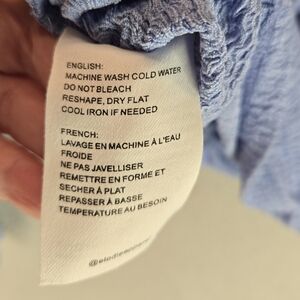 ENGLISH:
MACHINE WASH COLD WATER
DO NOT BLEACH
RESHAPE, DRY FLAT
COOL IRON IF NEEDED
FRENCH:
LAVAGE EN MACHINE À L'EAU
FROIDE
NE PAS JAVELLISER
REMETTRE EN FORME ET
SECHER À PLAT
REPASSER À BASSE
TEMPÉRATURE AU BESOIN